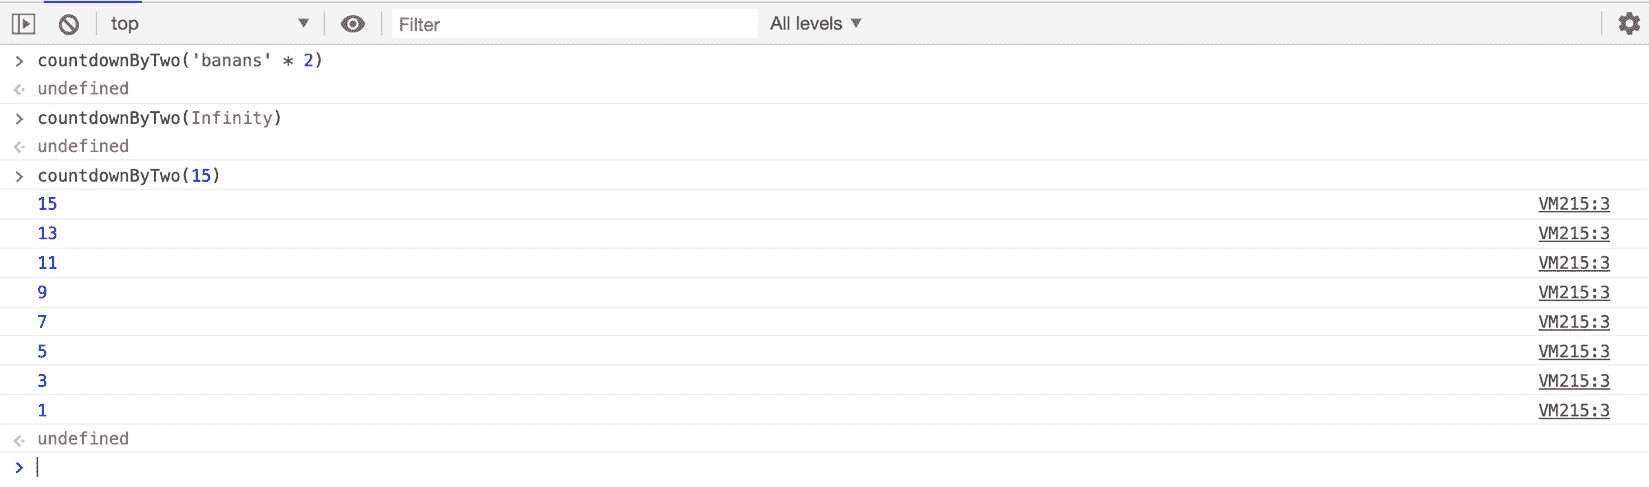 top Filter All levels
countdownByTwo('banans' * 2)
undefined
countdownByTwo(Infinity)
undefined
countdownByTwo(15)
15 VM215:3
13 VM215:3
11 VM215:3
9 VM215:3
7 VM215:3
5 VM215:3
3 VM215:3
1 VM215:3
undefined